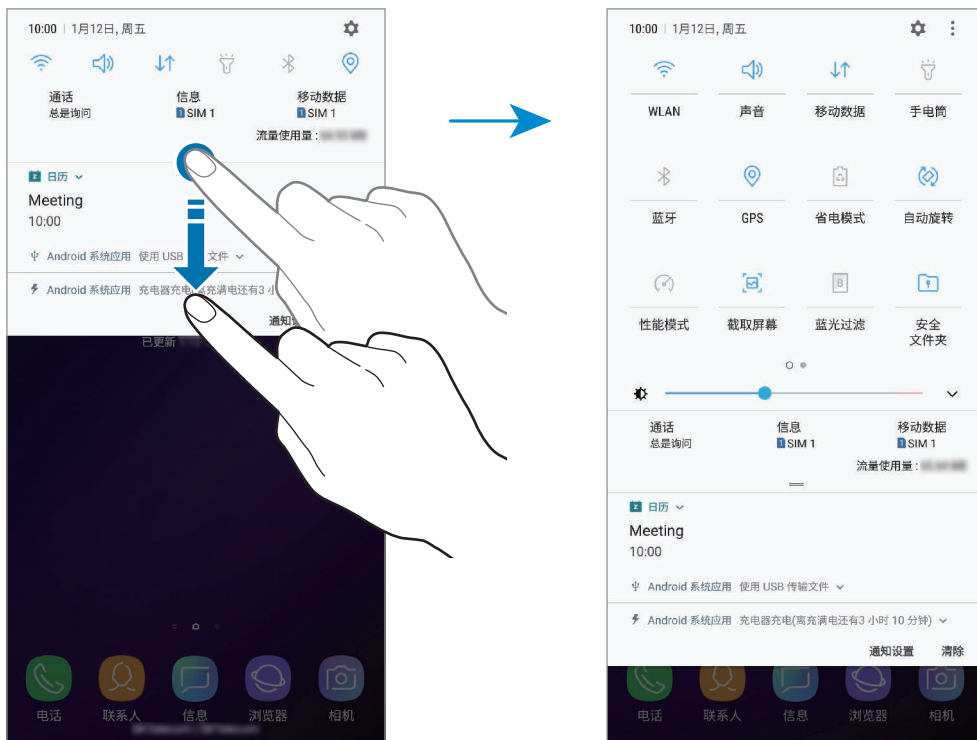 10:00 | 1月12日, 周五
通话
总是询问
信息
1 SIM 1
移动数据
1 SIM 1
流量使用量:
日历
Meeting
10:00
Android 系统应用 使用 USB 文件
Android 系统应用 充电器充电(离充满电还有3 小
通知
已更新
电话
联系人
信息
浏览器
相机
10:00 | 1月12日, 周五
WLAN
声音
移动数据
手电筒
蓝牙
GPS
省电模式
自动旋转
性能模式
截取屏幕
B
蓝光过滤
安全
文件夹
通话
总是询问
信息
1 SIM 1
移动数据
1 SIM 1
流量使用量:
日历
Meeting
10:00
Android 系统应用 使用 USB 传输文件
Android 系统应用 充电器充电(离充满电还有3 小时 10 分钟)
通知设置 清除
电话
联系人
信息
浏览器
相机